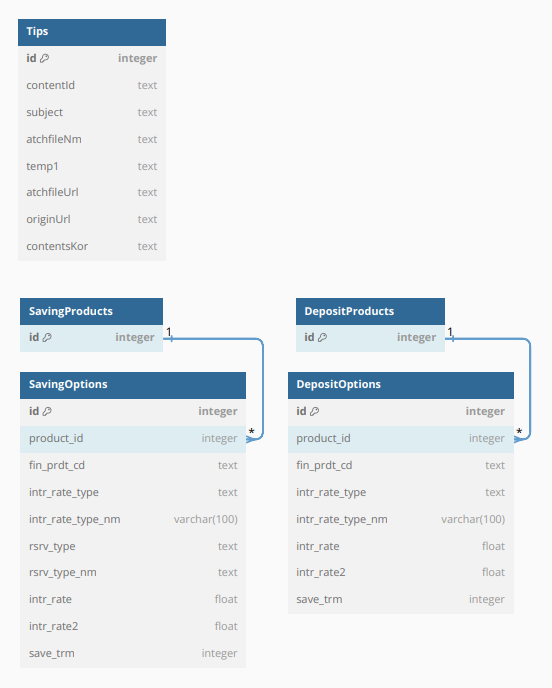 Tips
id integer
contentId text
subject text
atchfileNm text
temp1 text
atchfileUrl text
originUrl text
contentsKor text
SavingProducts
id integer 1
SavingOptions
id integer
product_id integer *
fin_prdt_cd text
intr_rate_type text
intr_rate_type_nm varchar(100)
rsrv_type text
rsrv_type_nm text
intr_rate float
intr_rate2 float
save_trm integer
DepositProducts
id integer 1
DepositOptions
id integer
product_id integer *
fin_prdt_cd text
intr_rate_type text
intr_rate_type_nm varchar(100)
intr_rate float
intr_rate2 float
save_trm integer